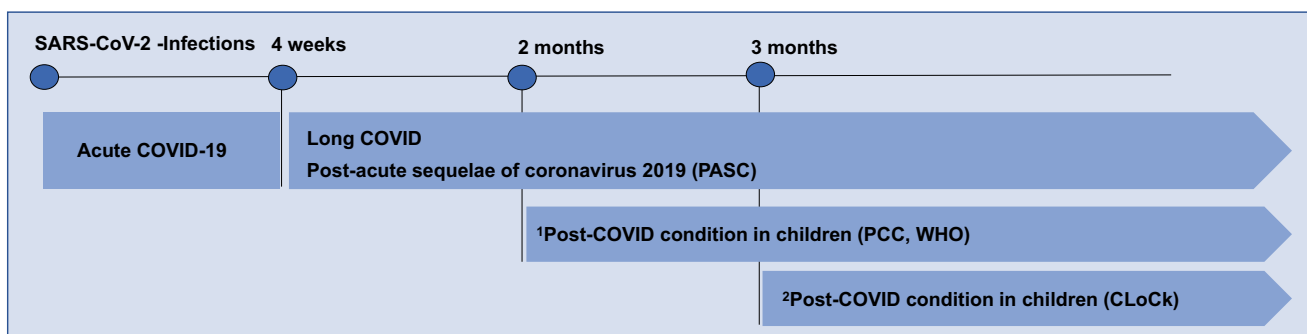 SARS-CoV-2 -Infections
4 weeks
2 months
3 months
Acute COVID-19
Long COVID
Post-acute sequelae of coronavirus 2019 (PASC)
¹Post-COVID condition in children (PCC, WHO)
²Post-COVID condition in children (CLoCk)